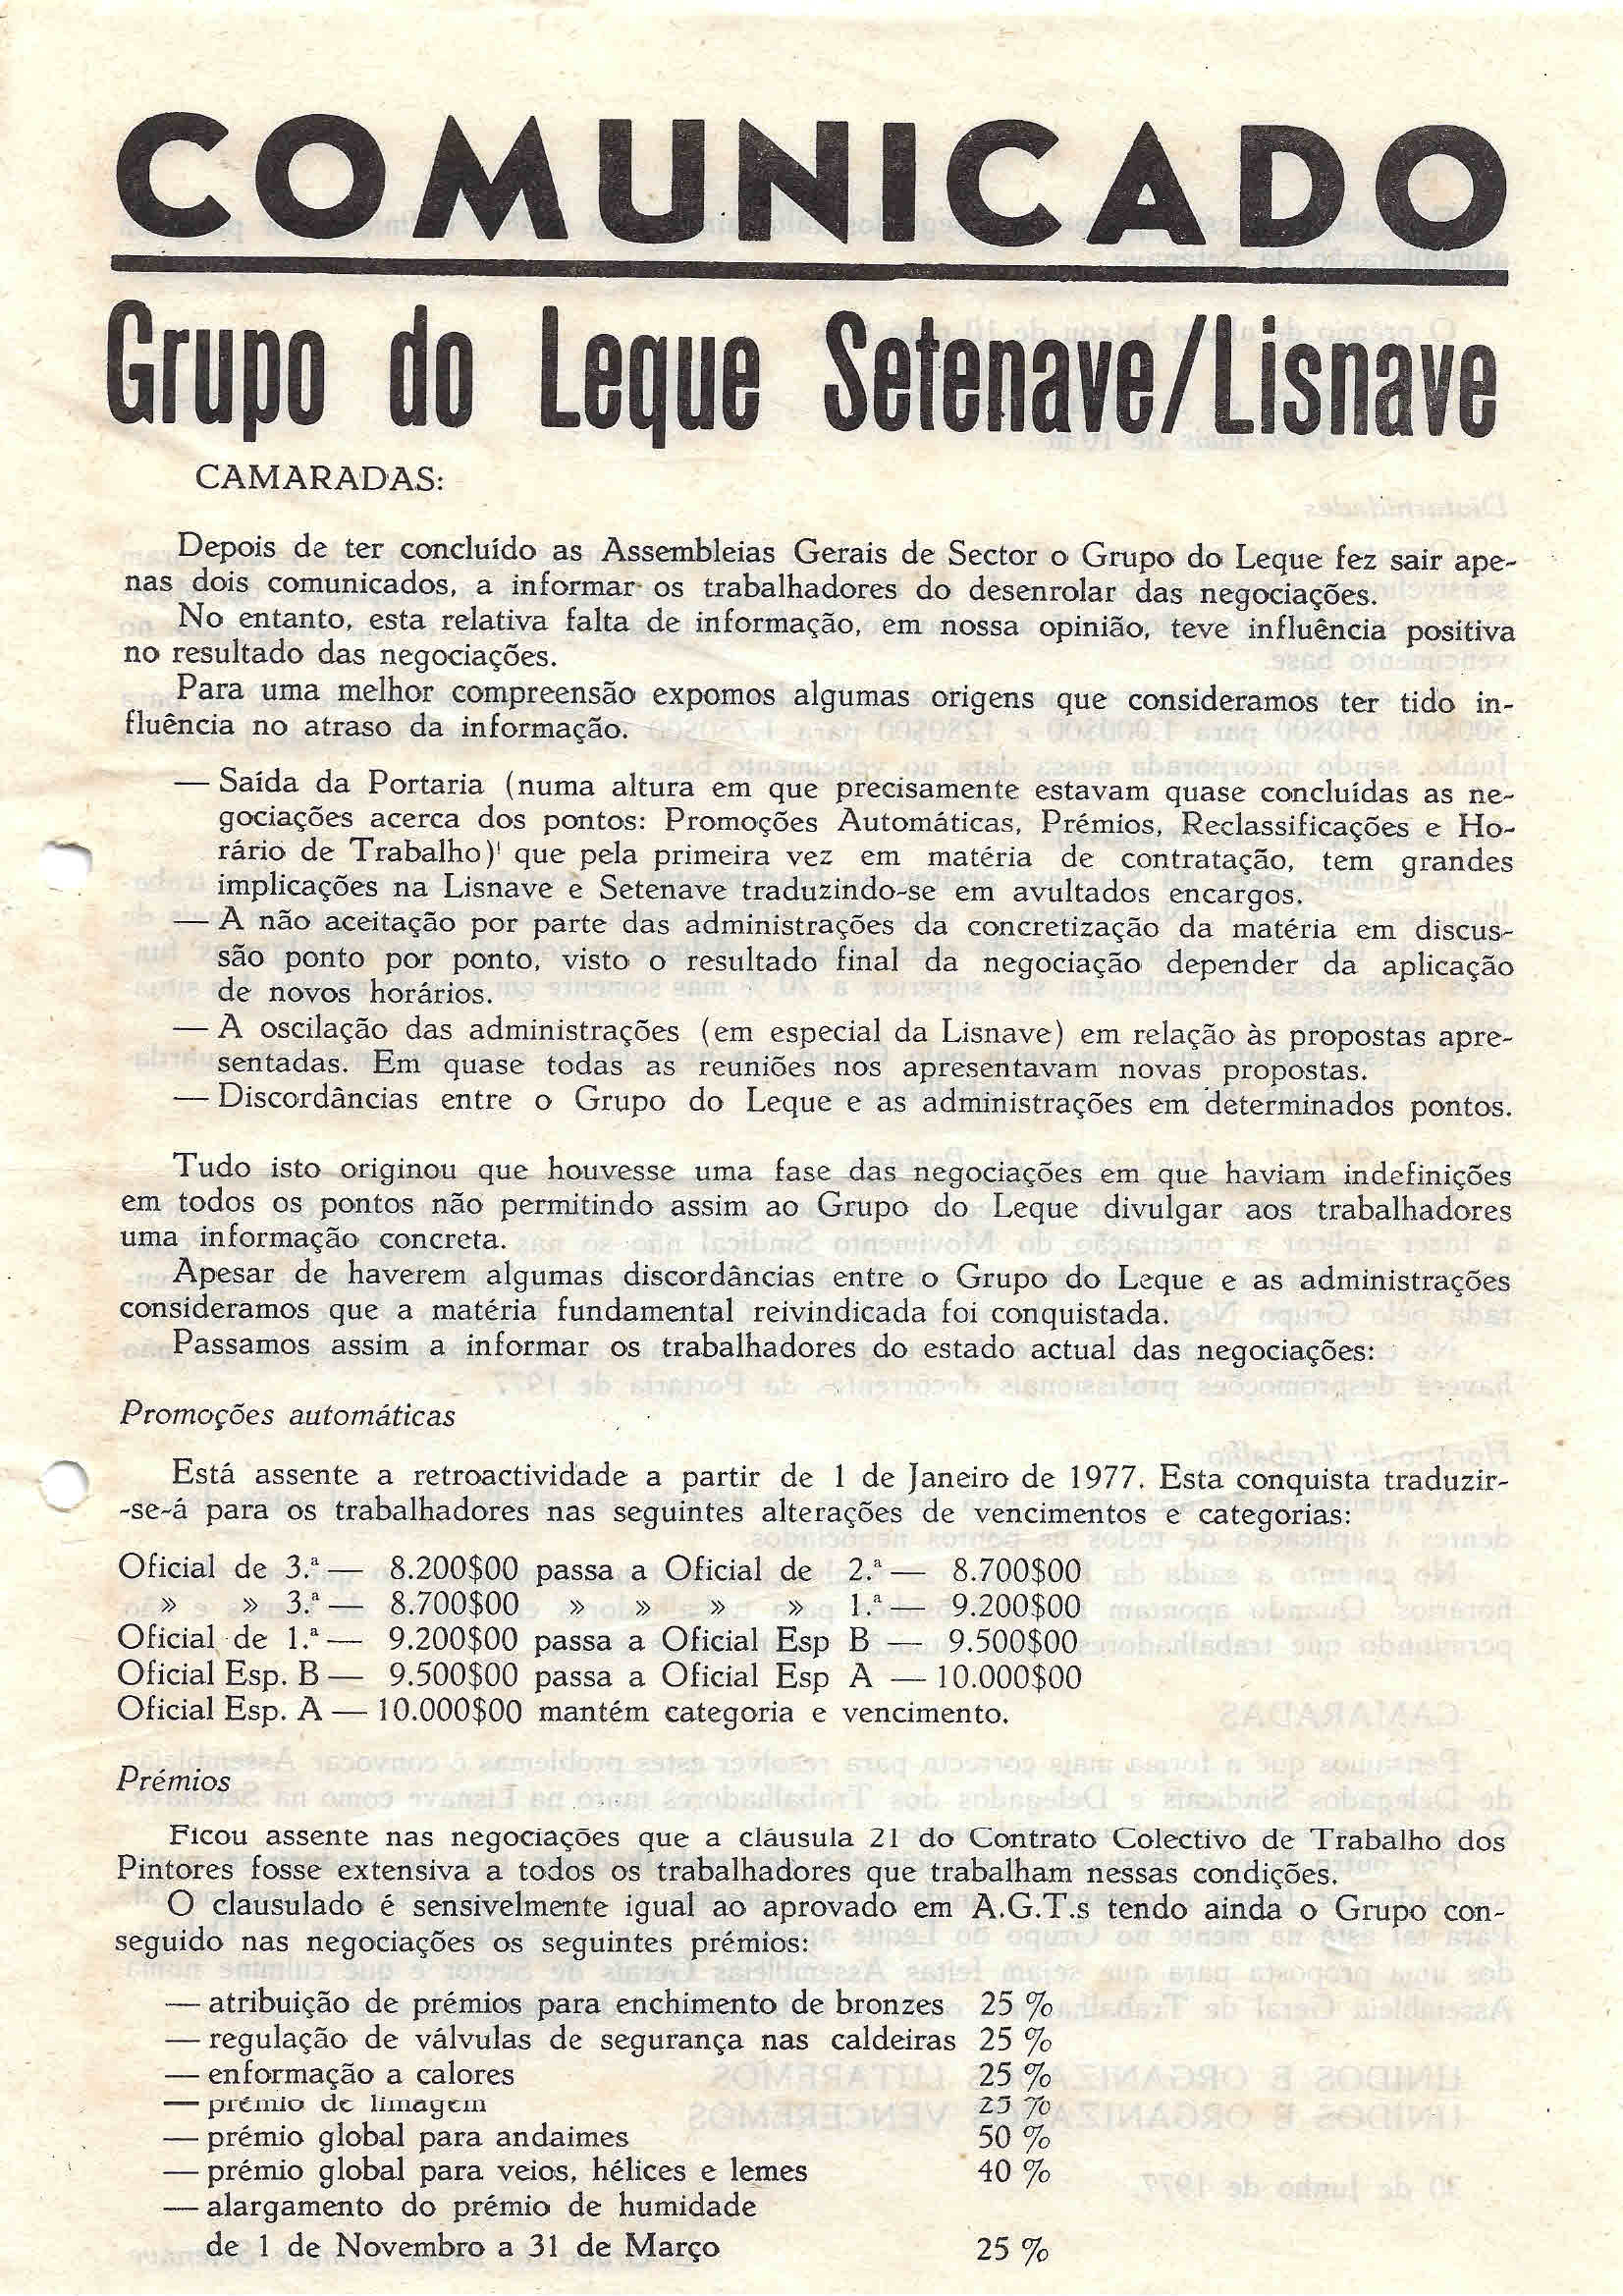 COMUNICADO
Grupo do Leque Setenave/Lisnave
CAMARADAS:
Depois de ter concluído as Assembleias Gerais de Sector o Grupo do Leque fez sair ape-
nas dois comunicados, a informar os trabalhadores do desenrolar das negociações.
No entanto, esta relativa falta de informação, em nossa opinião, teve influência positiva
no resultado das negociações.
Para uma melhor compreensão expomos algumas origens que consideramos ter tido in-
fluência no atraso da informação.
— Saída da Portaria (numa altura em que precisamente estavam quase concluídas as ne-
gociações acerca dos pontos: Promoções Automáticas, Prémios, Reclassificações e Ho-
rário de Trabalho) que pela primeira vez em matéria de contratação, tem grandes
implicações na Lisnave e Setenave traduzindo-se em avultados encargos.
— A não aceitação por parte das administrações da concretização da matéria em discus-
são ponto por ponto, visto o resultado final da negociação depender da aplicação
de novos horários.
— A oscilação das administrações (em especial da Lisnave) em relação às propostas apre-
sentadas. Em quase todas as reuniões nos apresentavam novas propostas.
— Discordâncias entre o Grupo do Leque e as administrações em determinados pontos.
Tudo isto originou que houvesse uma fase das negociações em que haviam indefinições
em todos os pontos não permitindo assim ao Grupo do Leque divulgar aos trabalhadores
uma informação concreta.
Apesar de haverem algumas discordâncias entre o Grupo do Leque e as administrações
consideramos que a matéria fundamental reivindicada foi conquistada.
Passamos assim a informar os trabalhadores do estado actual das negociações:
Promoções automáticas
Está assente a retroactividade a partir de 1 de Janeiro de 1977. Esta conquista traduzir-
-se-á para os trabalhadores nas seguintes alterações de vencimentos e categorias:
Oficial de 3.ª — 8.200$00 passa a Oficial de 2.ª — 8.700$00
» » 3.ª — 8.700$00 » » » » 1.ª — 9.200$00
Oficial de 1.ª — 9.200$00 passa a Oficial Esp B — 9.500$00
Oficial Esp. B — 9.500$00 passa a Oficial Esp A — 10.000$00
Oficial Esp. A — 10.000$00 mantém categoria e vencimento.
Prémios
Ficou assente nas negociações que a cláusula 21 do Contrato Colectivo de Trabalho dos
Pintores fosse extensiva a todos os trabalhadores que trabalham nessas condições.
O clausulado é sensivelmente igual ao aprovado em A.G.T.s tendo ainda o Grupo con-
seguido nas negociações os seguintes prémios:
— atribuição de prémios para enchimento de bronzes 25 %
— regulação de válvulas de segurança nas caldeiras 25 %
— enformação a calores 25 %
— prémio de limagem 25 %
— prémio global para andaimes 50 %
— prémio global para veios, hélices e lemes 40 %
— alargamento do prémio de humidade
de 1 de Novembro a 31 de Março 25 %